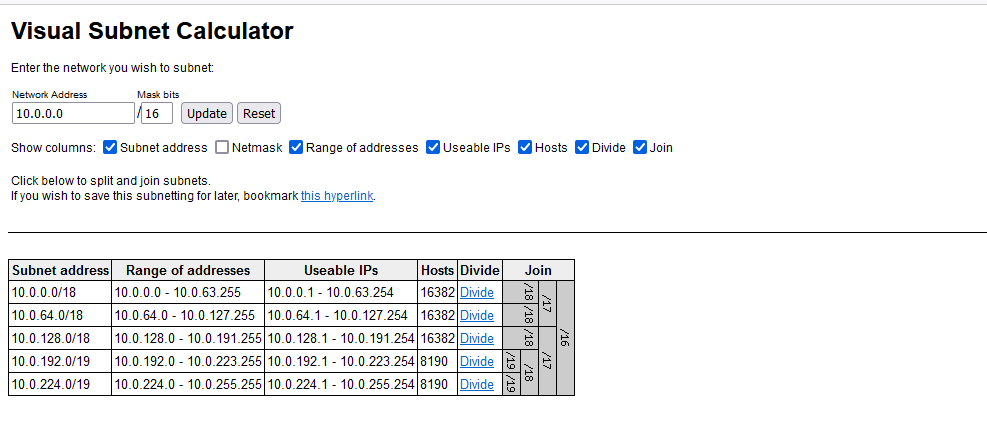 Visual Subnet Calculator
Enter the network you wish to subnet:
Network Address Mask bits
10.0.0.0 / 16 Update Reset
Show columns: Subnet address Netmask Range of addresses Useable IPs Hosts Divide Join
Click below to split and join subnets.
If you wish to save this subnetting for later, bookmark this hyperlink.
Subnet address Range of addresses Useable IPs Hosts Divide Join
10.0.0.0/18 10.0.0.0 - 10.0.63.255 10.0.0.1 - 10.0.63.254 16382 Divide /18 /17 /16
10.0.64.0/18 10.0.64.0 - 10.0.127.255 10.0.64.1 - 10.0.127.254 16382 Divide /18
10.0.128.0/18 10.0.128.0 - 10.0.191.255 10.0.128.1 - 10.0.191.254 16382 Divide /18 /17
10.0.192.0/19 10.0.192.0 - 10.0.223.255 10.0.192.1 - 10.0.223.254 8190 Divide /19 /18
10.0.224.0/19 10.0.224.0 - 10.0.255.255 10.0.224.1 - 10.0.255.254 8190 Divide /19